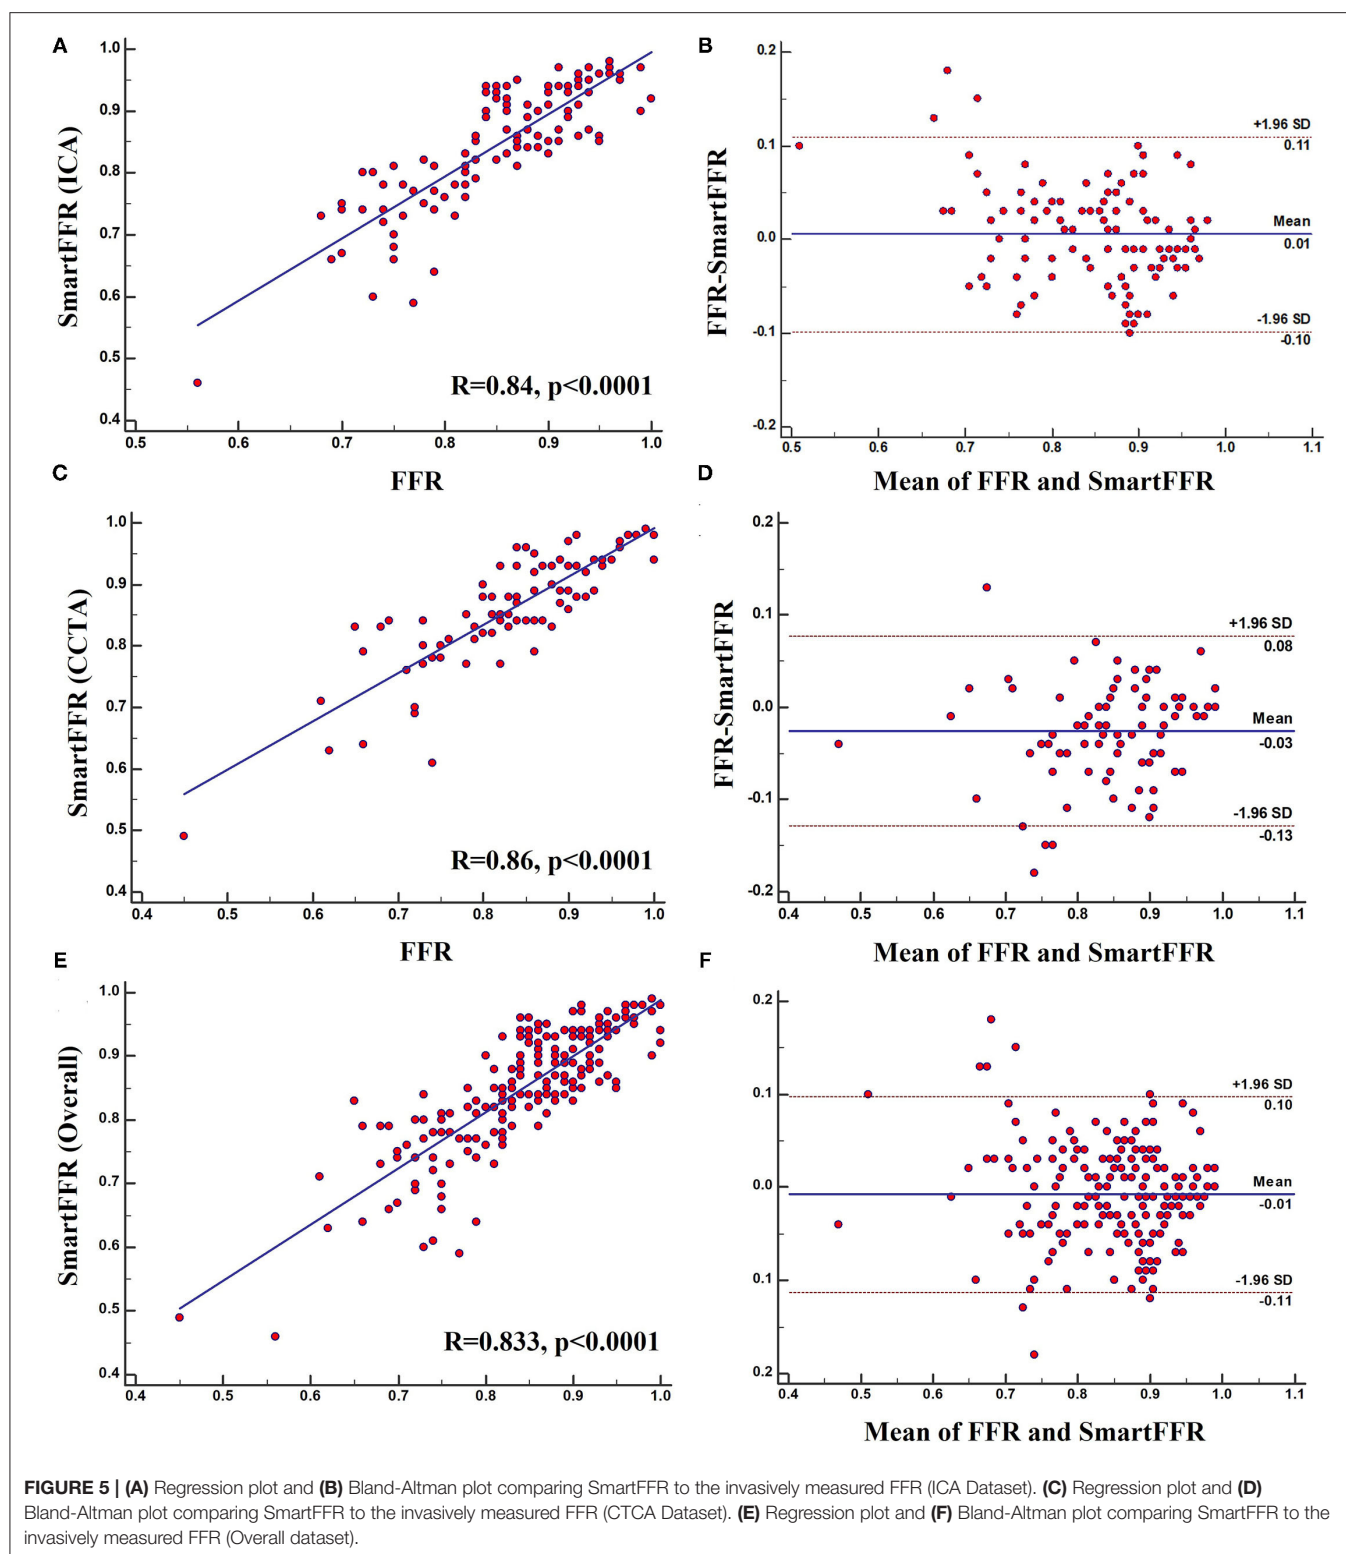 A
SmartFFR (ICA)
1.0
0.9
0.8
0.7
0.6
0.5
0.4
R=0.84, p<0.0001
0.5 0.6 0.7 0.8 0.9 1.0
FFR
B
FFR-SmartFFR
0.2
0.1
0.0
-0.1
-0.2
+1.96 SD
0.11
Mean
0.01
-1.96 SD
-0.10
0.5 0.6 0.7 0.8 0.9 1.0 1.1
Mean of FFR and SmartFFR
C
SmartFFR (CCTA)
1.0
0.9
0.8
0.7
0.6
0.5
0.4
R=0.86, p<0.0001
0.4 0.5 0.6 0.7 0.8 0.9 1.0
FFR
D
FFR-SmartFFR
0.2
0.1
0.0
-0.1
-0.2
+1.96 SD
0.08
Mean
-0.03
-1.96 SD
-0.13
0.4 0.5 0.6 0.7 0.8 0.9 1.0 1.1
Mean of FFR and SmartFFR
E
SmartFFR (Overall)
1.0
0.9
0.8
0.7
0.6
0.5
0.4
R=0.833, p<0.0001
0.4 0.5 0.6 0.7 0.8 0.9 1.0
F
0.2
0.1
0.0
0.1
0.2
+1.96 SD
0.10
Mean
-0.01
-1.96 SD
-0.11
0.4 0.5 0.6 0.7 0.8 0.9 1.0 1.1
Mean of FFR and SmartFFR
FIGURE 5 | (A) Regression plot and (B) Bland-Altman plot comparing SmartFFR to the invasively measured FFR (ICA Dataset). (C) Regression plot and (D)
Bland-Altman plot comparing SmartFFR to the invasively measured FFR (CTCA Dataset). (E) Regression plot and (F) Bland-Altman plot comparing SmartFFR to the
invasively measured FFR (Overall dataset).